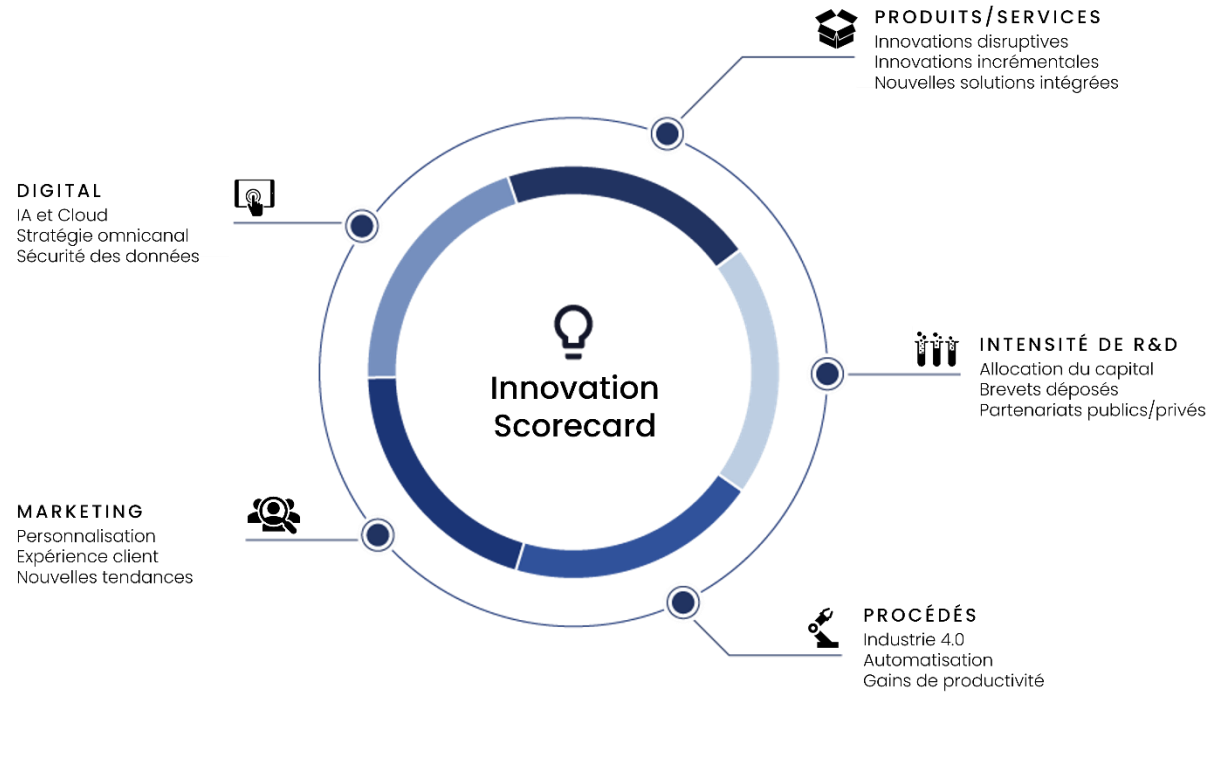 PRODUITS/SERVICES
Innovations disruptives
Innovations incrémentales
Nouvelles solutions intégrées
DIGITAL
IA et Cloud
Stratégie omnicanal
Sécurité des données
INTENSITÉ DE R&D
Allocation du capital
Brevets déposés
Partenariats publics/privés
Innovation
Scorecard
MARKETING
Personnalisation
Expérience client
Nouvelles tendances
PROCÉDÉS
Industrie 4.0
Automatisation
Gains de productivité